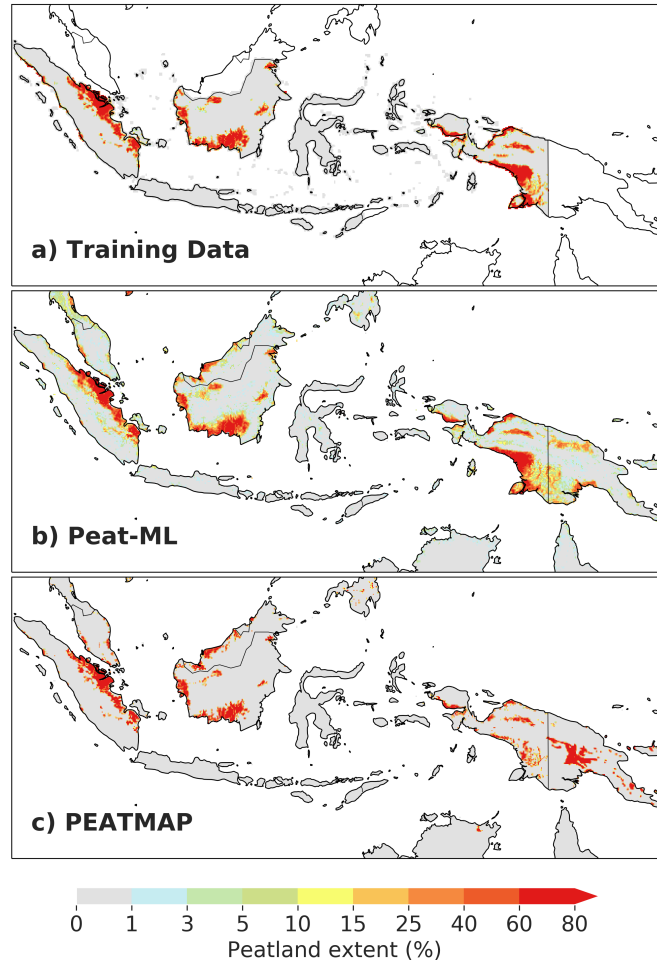 a) Training Data
b) Peat-ML
c) PEATMAP
0 1 3 5 10 15 25 40 60 80
Peatland extent (%)